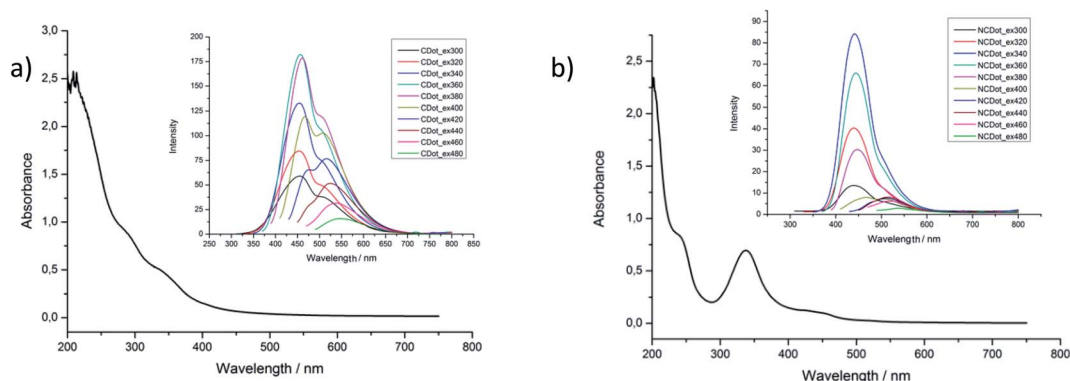 a)
Absorbance
3,0
2,5
2,0
1,5
1,0
0,5
0,0
200 300 400 500 600 700 800
Wavelength / nm
Intensity
200
175
150
125
100
75
50
25
0
250 300 350 400 450 500 550 600 650 700 750 800 850
Wavelength / nm
CDot_ex300
CDot_ex320
CDot_ex340
CDot_ex360
CDot_ex380
CDot_ex400
CDot_ex420
CDot_ex440
CDot_ex460
CDot_ex480
b)
Absorbance
2,5
2,0
1,5
1,0
0,5
0,0
200 300 400 500 600 700 800
Wavelength / nm
Intensity
90
80
70
60
50
40
30
20
10
0
300 400 500 600 700 800
Wavelength / nm
NCDot_ex300
NCDot_ex320
NCDot_ex340
NCDot_ex360
NCDot_ex380
NCDot_ex400
NCDot_ex420
NCDot_ex440
NCDot_ex460
NCDot_ex480